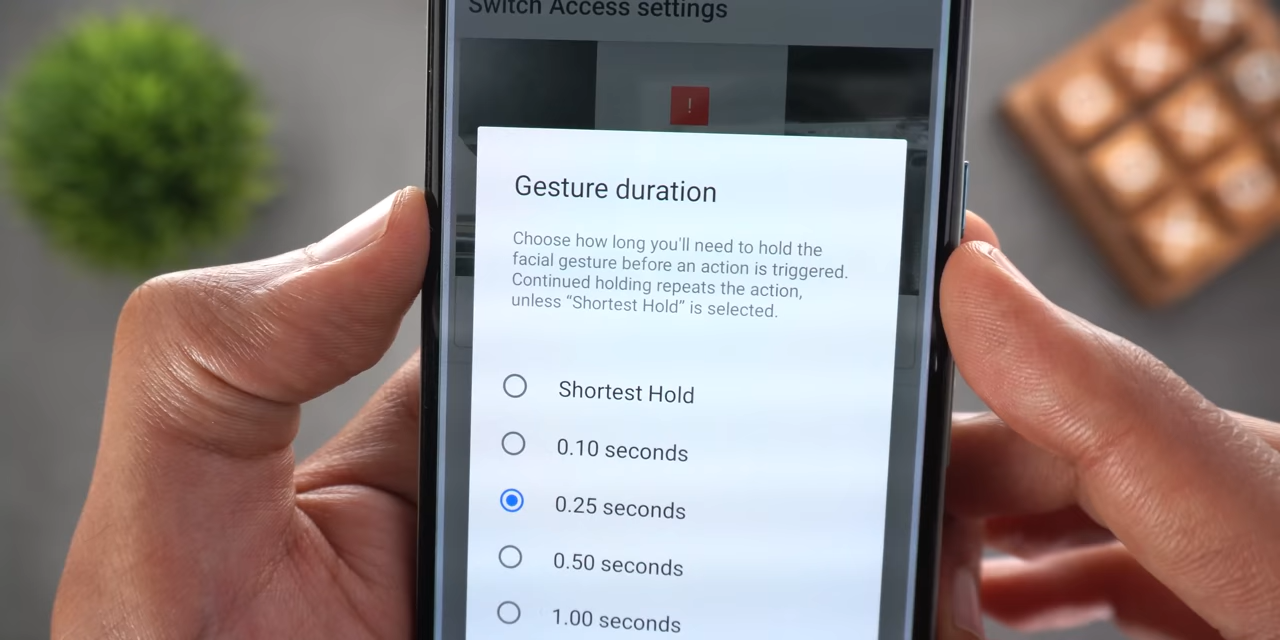 Switch Access settings
!
Gesture duration
Choose how long you'll need to hold the
facial gesture before an action is triggered.
Continued holding repeats the action,
unless “Shortest Hold” is selected.
Shortest Hold
0.10 seconds
0.25 seconds
0.50 seconds
1.00 seconds